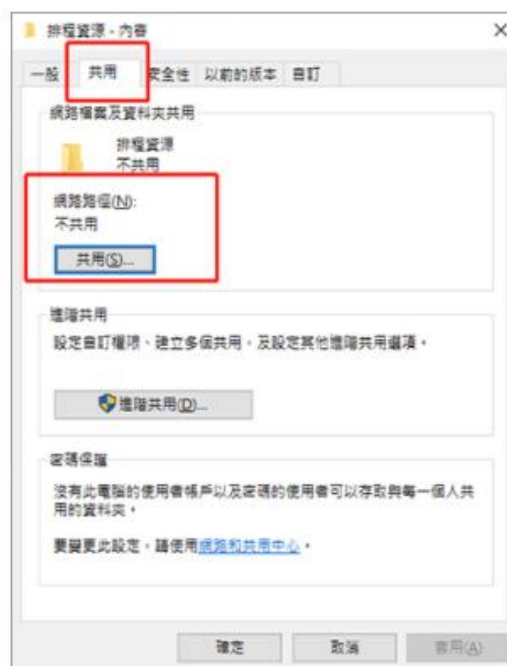 排程資源 - 內容
一般 共用 安全性 以前的版本 自訂
網路檔案及資料夾共用
排程資源
不共用
網路路徑(N):
不共用
共用(S)...
進階共用
設定自訂權限、建立多個共用，及設定其他進階共用選項。
進階共用(D)...
密碼保護
沒有此電腦的使用者帳戶以及密碼的使用者可以存取與每一個人共
用的資料夾。
要變更此設定，請使用網路和共用中心。
確定 取消 套用(A)